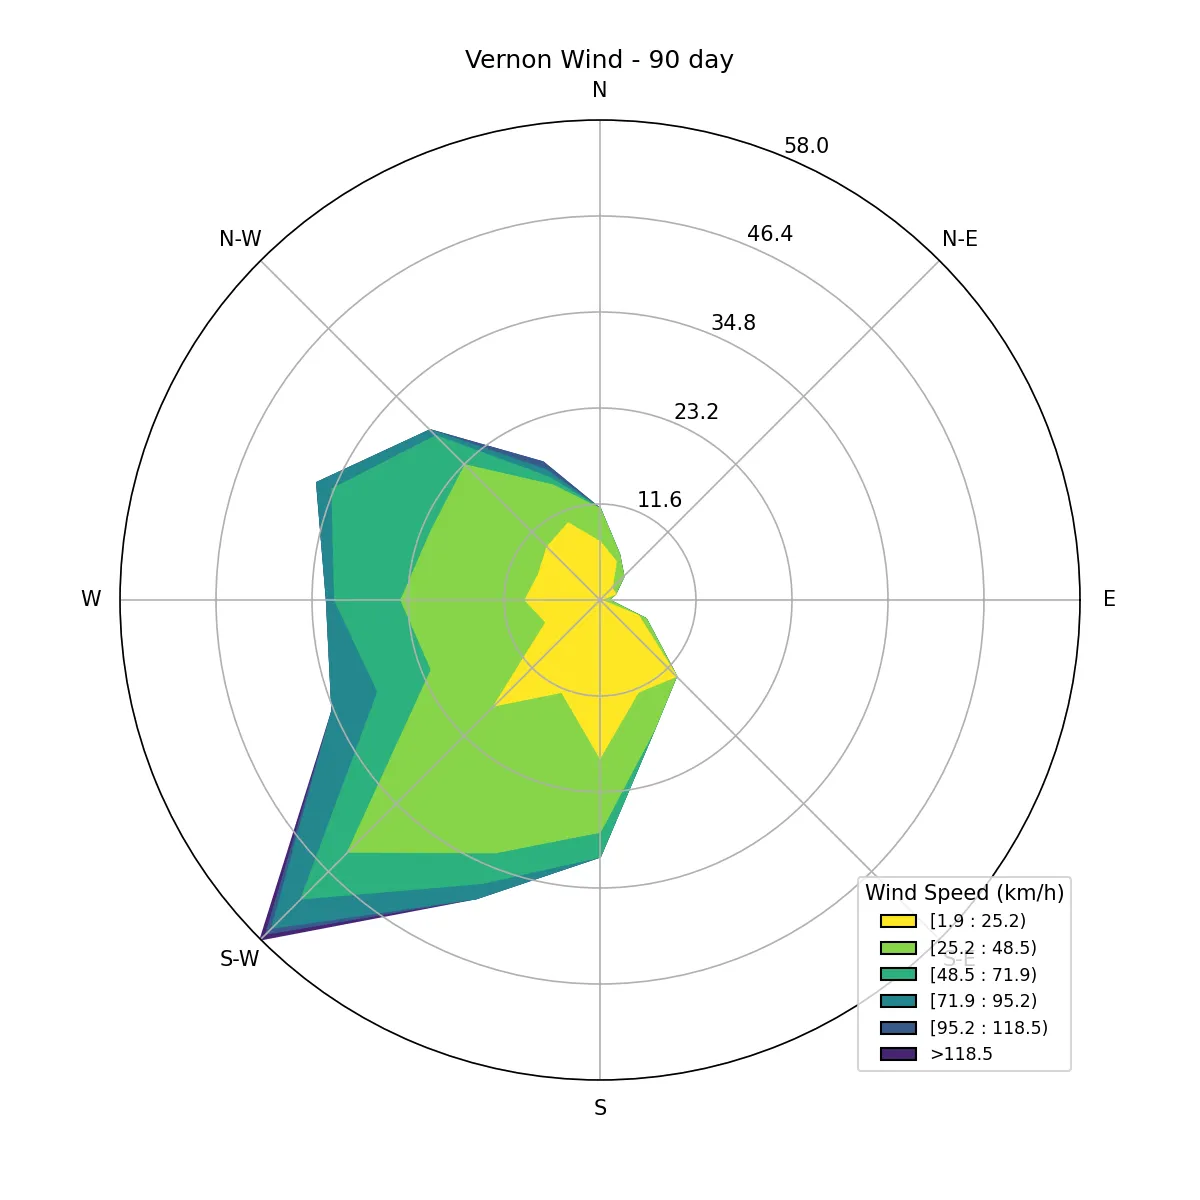 Vernon Wind - 90 day
N
58.0
N-W
46.4
N-E
34.8
23.2
11.6
W
E
S-W
S-E
S
Wind Speed (km/h)
[1.9 : 25.2)
[25.2 : 48.5)
[48.5 : 71.9)
[71.9 : 95.2)
[95.2 : 118.5)
>118.5